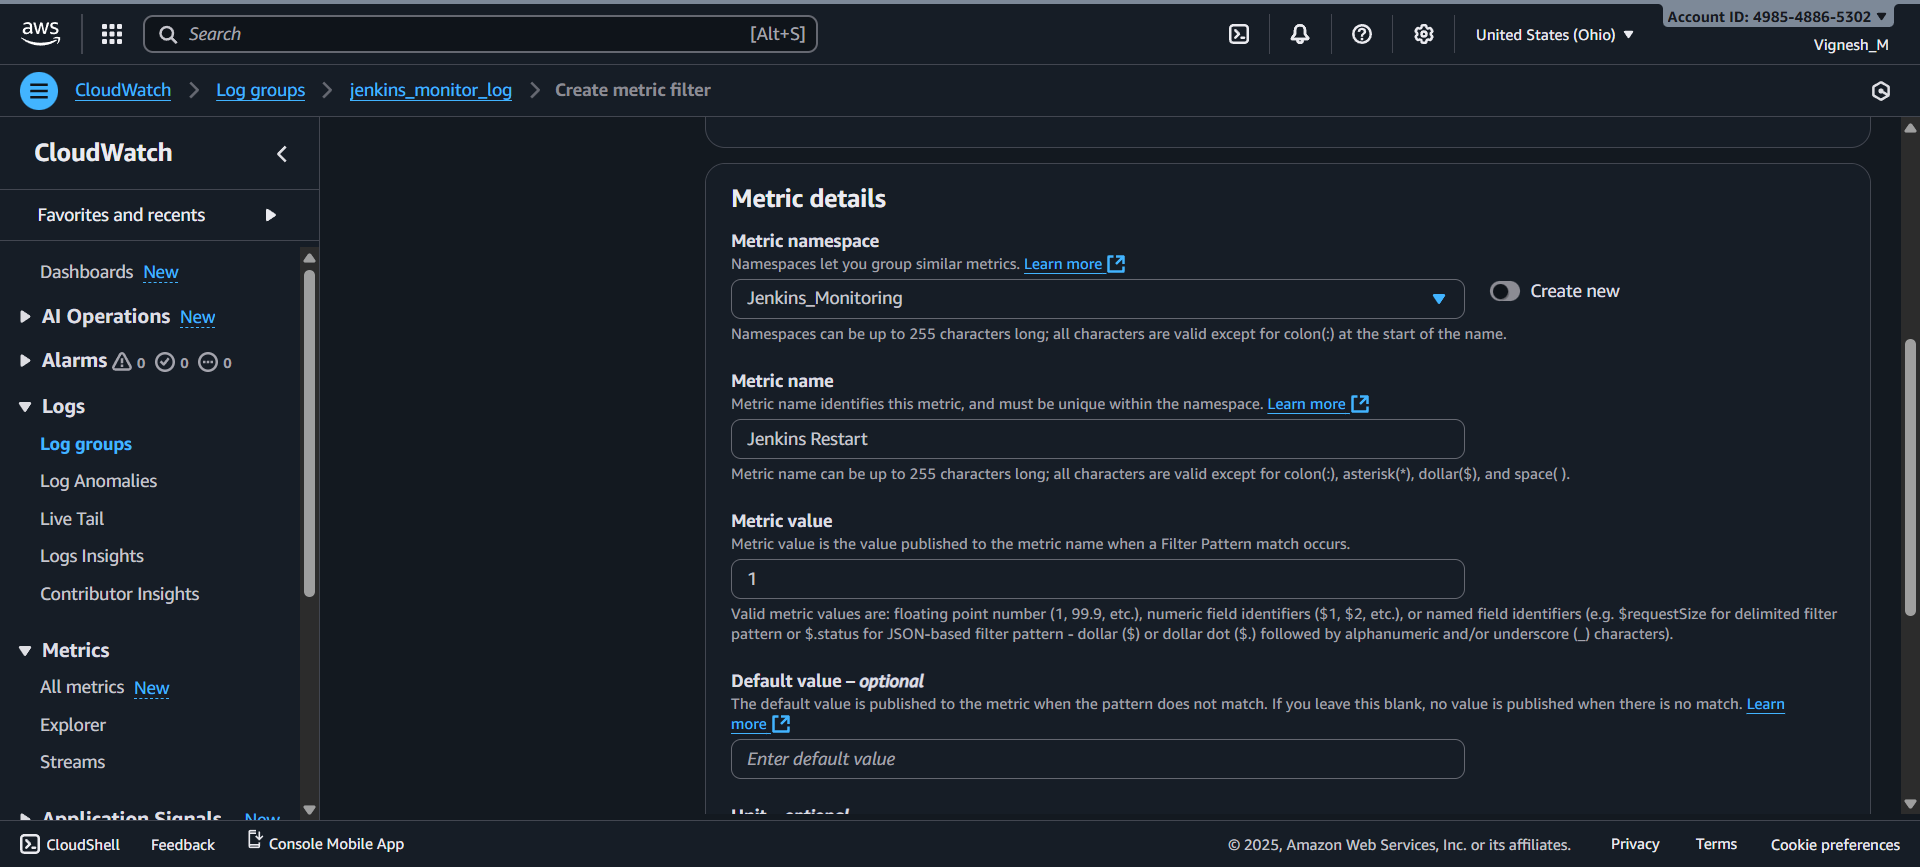 aws
Search
[Alt+S]
United States (Ohio)
Account ID: 4985-4886-5302
Vignesh_M
CloudWatch
Log groups
jenkins_monitor_log
Create metric filter
CloudWatch
Favorites and recents
Dashboards New
AI Operations New
Alarms 0 0 0
Logs
Log groups
Log Anomalies
Live Tail
Logs Insights
Contributor Insights
Metrics
All metrics New
Explorer
Streams
Application Signals New
Metric details
Metric namespace
Namespaces let you group similar metrics. Learn more
Jenkins_Monitoring
Create new
Namespaces can be up to 255 characters long; all characters are valid except for colon(:) at the start of the name.
Metric name
Metric name identifies this metric, and must be unique within the namespace. Learn more
Jenkins Restart
Metric name can be up to 255 characters long; all characters are valid except for colon(:), asterisk(*), dollar($), and space( ).
Metric value
Metric value is the value published to the metric name when a Filter Pattern match occurs.
1
Valid metric values are: floating point number (1, 99.9, etc.), numeric field identifiers ($1, $2, etc.), or named field identifiers (e.g. $requestSize for delimited filter
pattern or $.status for JSON-based filter pattern - dollar ($) or dollar dot ($.) followed by alphanumeric and/or underscore (_) characters).
Default value – optional
The default value is published to the metric when the pattern does not match. If you leave this blank, no value is published when there is no match. Learn
more
Enter default value
Unit – optional
CloudShell
Feedback
Console Mobile App
© 2025, Amazon Web Services, Inc. or its affiliates.
Privacy
Terms
Cookie preferences